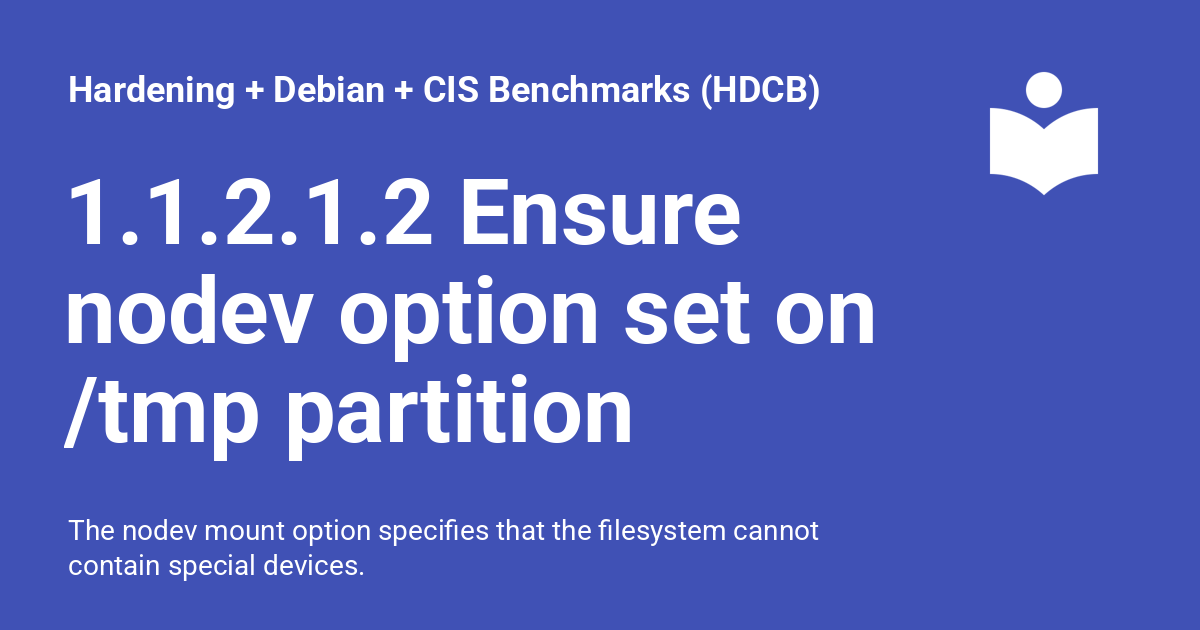 Hardening + Debian + CIS Benchmarks (HDCB)
1.1.2.1.2 Ensure
nodev option set on
/tmp partition
The nodev mount option specifies that the filesystem cannot
contain special devices.